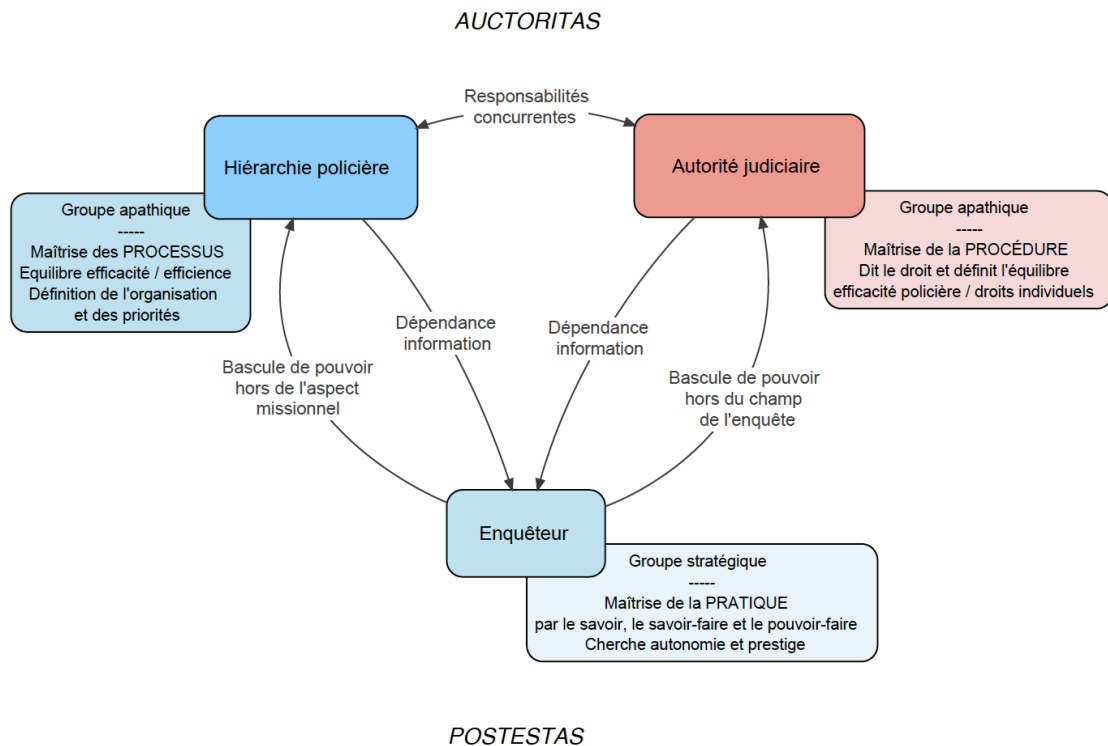 AUCTORITAS
Responsabilités
concurrentes
Hiérarchie policière
Autorité judiciaire
Groupe apathique
-----
Maîtrise des PROCESSUS
Equilibre efficacité / efficience
Définition de l'organisation
et des priorités
Groupe apathique
-----
Maîtrise de la PROCÉDURE
Dit le droit et définit l'équilibre
efficacité policière / droits individuels
Dépendance
information
Dépendance
information
Bascule de pouvoir
hors de l'aspect
missionnel
Bascule de pouvoir
hors du champ
de l'enquête
Enquêteur
Groupe stratégique
-----
Maîtrise de la PRATIQUE
par le savoir, le savoir-faire et le pouvoir-faire
Cherche autonomie et prestige
POSTESTAS